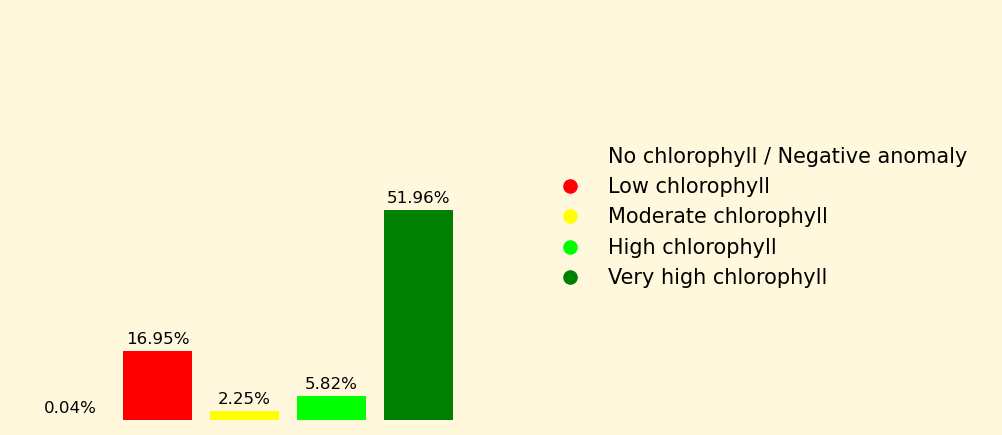 No chlorophyll / Negative anomaly
Low chlorophyll
Moderate chlorophyll
High chlorophyll
Very high chlorophyll
51.96%
16.95%
5.82%
2.25%
0.04%